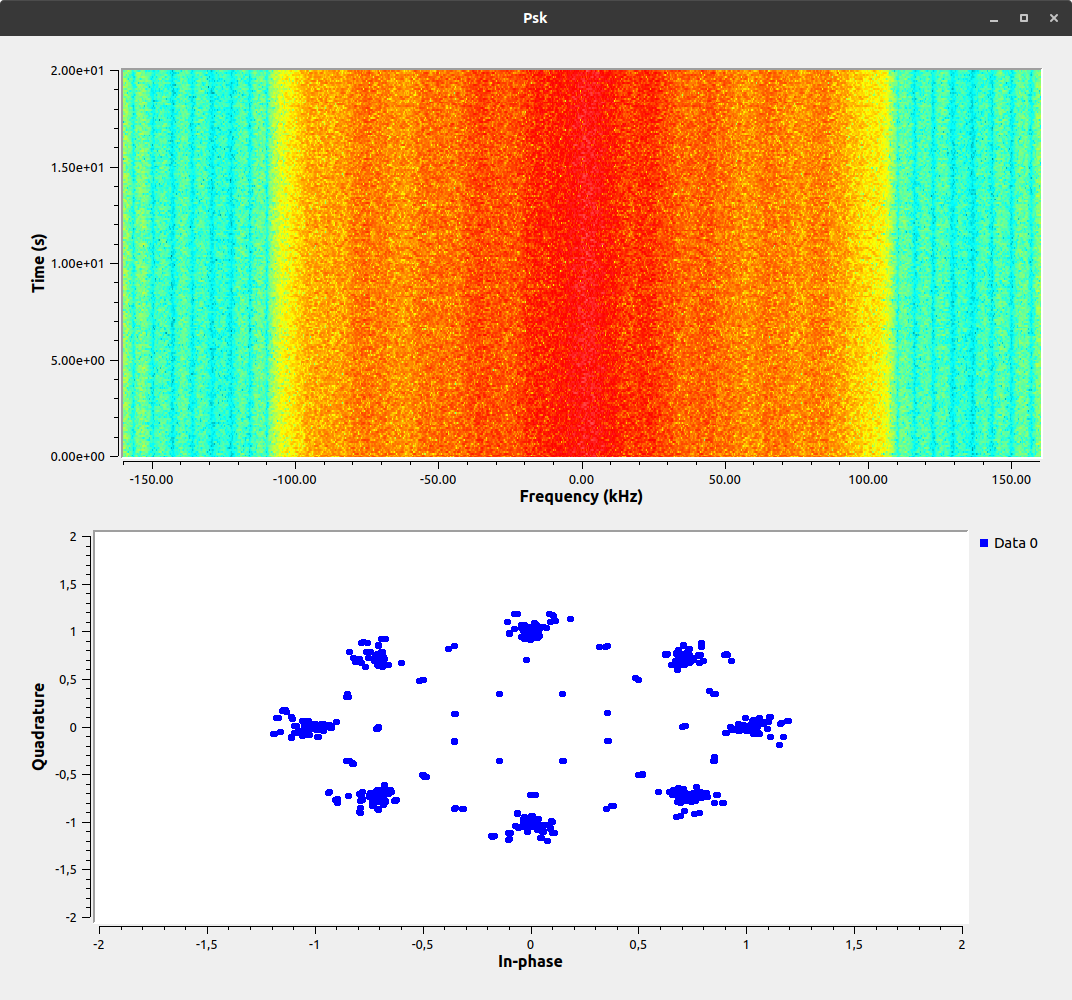 Psk
2.00e+01
1.50e+01
1.00e+01
5.00e+00
0.00e+00
Time (s)
-150.00 -100.00 -50.00 0.00 50.00 100.00 150.00
Frequency (kHz)
Data 0
2
1,5
1
0,5
0
-0,5
-1
-1,5
-2
Quadrature
-2 -1,5 -1 -0,5 0 0,5 1 1,5 2
In-phase